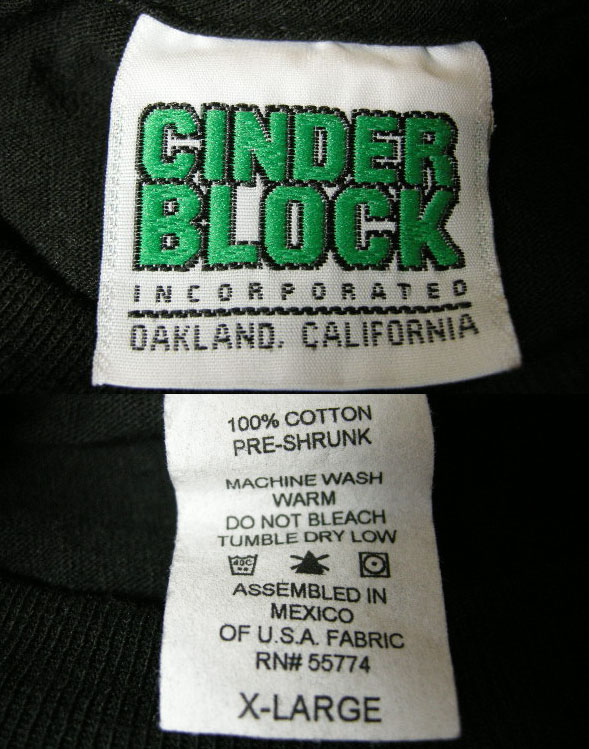 CINDER
BLOCK
INCORPORATED
OAKLAND, CALIFORNIA
100% COTTON
PRE-SHRUNK
MACHINE WASH
WARM
DO NOT BLEACH
TUMBLE DRY LOW
40C
ASSEMBLED IN
MEXICO
OF U.S.A. FABRIC
RN# 55774
X-LARGE